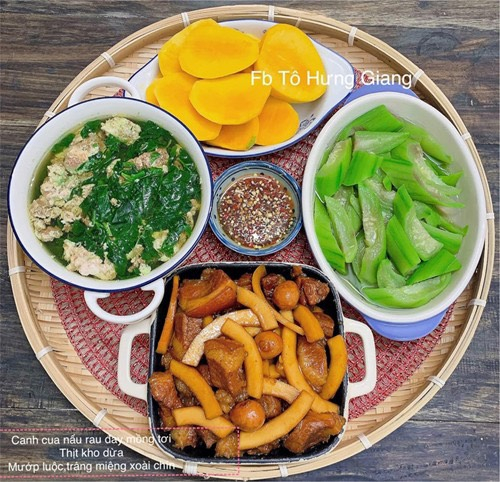 Fb Tô Hưng Giang
Canh cua nấu rau đay mồng tơi
Thịt kho dừa
Mướp luộc,tráng miệng xoài chín